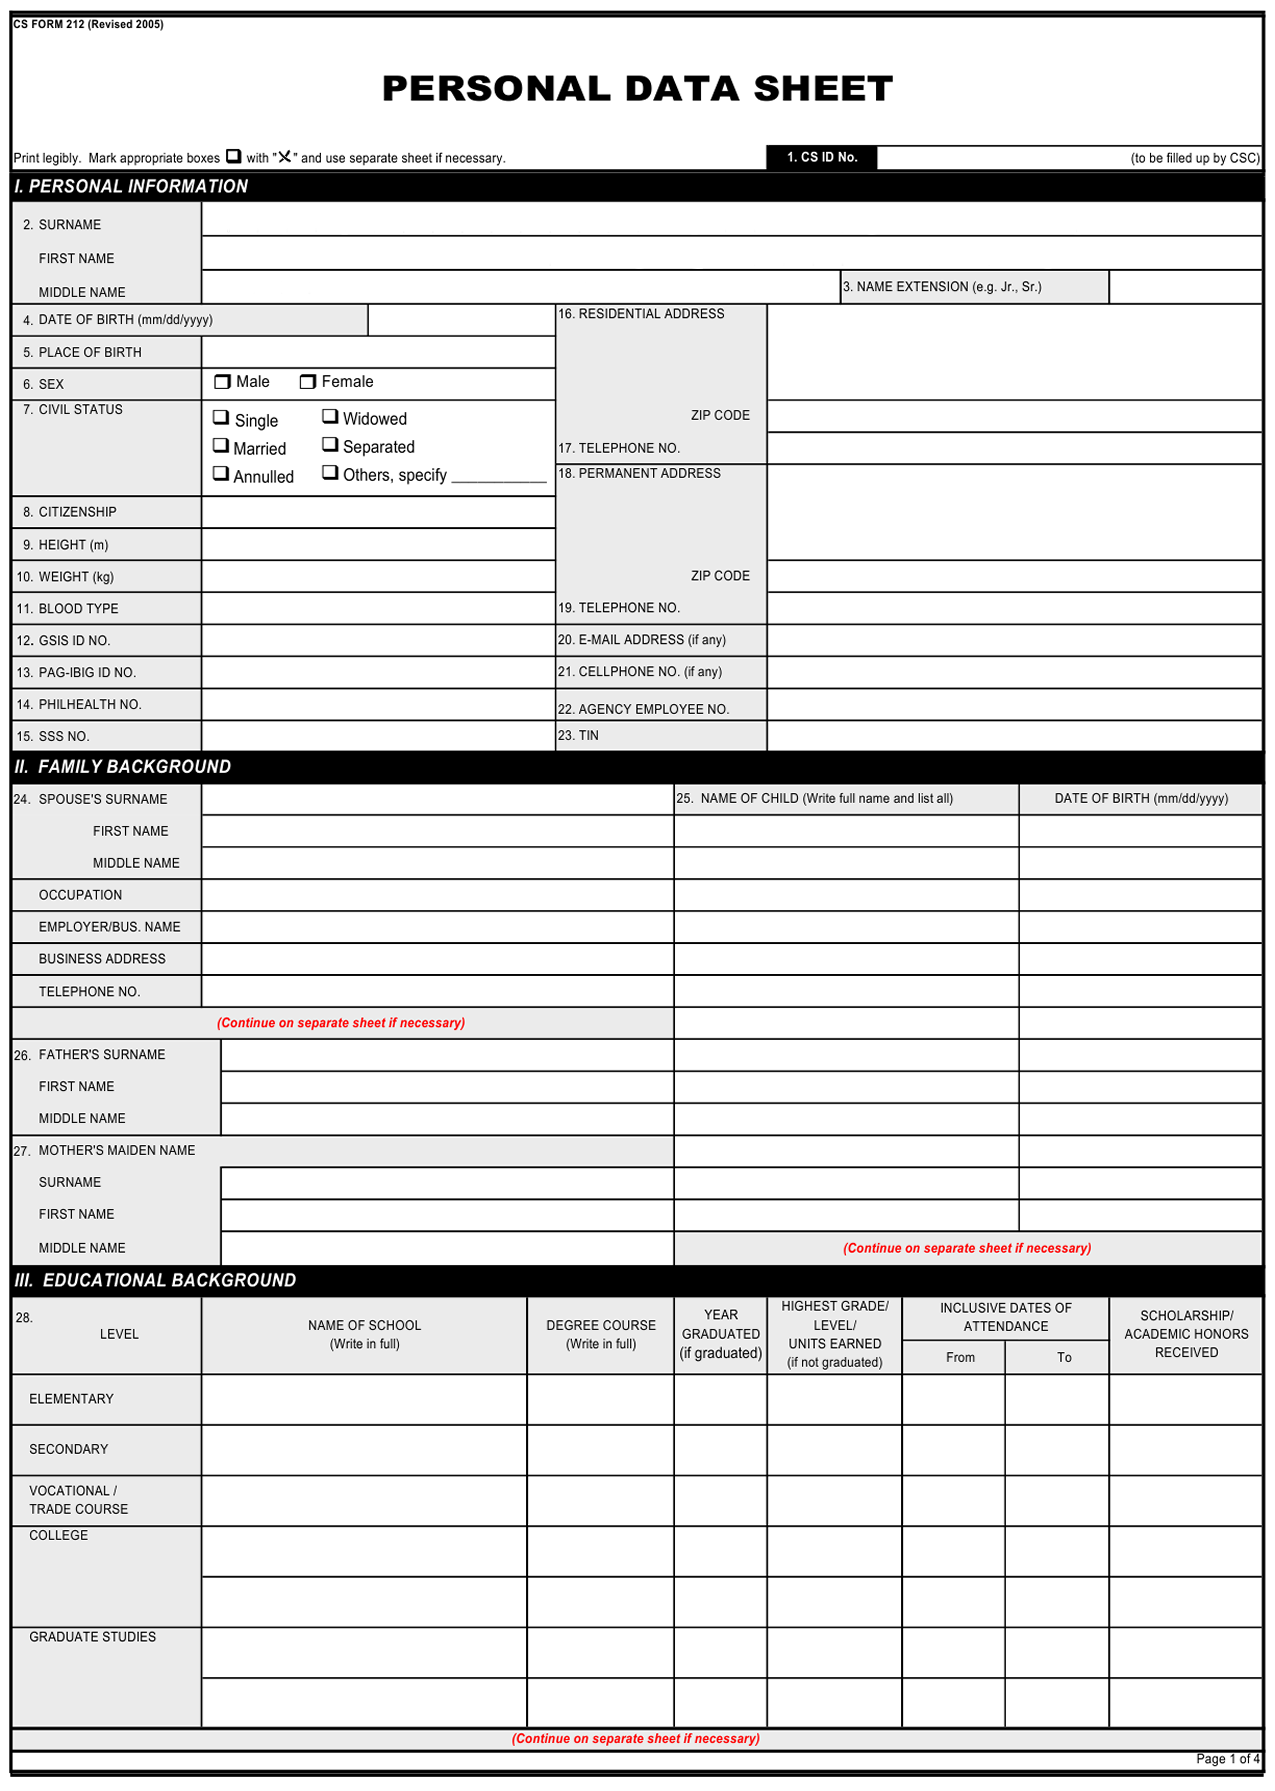 CS FORM 212 (Revised 2005)
PERSONAL DATA SHEET
Print legibly. Mark appropriate boxes ❑ with "✗" and use separate sheet if necessary.
1. CS ID No.
(to be filled up by CSC)
I. PERSONAL INFORMATION
2. SURNAME
FIRST NAME
MIDDLE NAME
3. NAME EXTENSION (e.g. Jr., Sr.)
4. DATE OF BIRTH (mm/dd/yyyy)
5. PLACE OF BIRTH
6. SEX
❑ Male ❑ Female
7. CIVIL STATUS
❑ Single ❑ Widowed
❑ Married ❑ Separated
❑ Annulled ❑ Others, specify ___________
8. CITIZENSHIP
9. HEIGHT (m)
10. WEIGHT (kg)
11. BLOOD TYPE
12. GSIS ID NO.
13. PAG-IBIG ID NO.
14. PHILHEALTH NO.
15. SSS NO.
16. RESIDENTIAL ADDRESS
ZIP CODE
17. TELEPHONE NO.
18. PERMANENT ADDRESS
ZIP CODE
19. TELEPHONE NO.
20. E-MAIL ADDRESS (if any)
21. CELLPHONE NO. (if any)
22. AGENCY EMPLOYEE NO.
23. TIN
II. FAMILY BACKGROUND
24. SPOUSE'S SURNAME
FIRST NAME
MIDDLE NAME
OCCUPATION
EMPLOYER/BUS. NAME
BUSINESS ADDRESS
TELEPHONE NO.
(Continue on separate sheet if necessary)
26. FATHER'S SURNAME
FIRST NAME
MIDDLE NAME
27. MOTHER'S MAIDEN NAME
SURNAME
FIRST NAME
MIDDLE NAME
25. NAME OF CHILD (Write full name and list all)
DATE OF BIRTH (mm/dd/yyyy)
(Continue on separate sheet if necessary)
III. EDUCATIONAL BACKGROUND
28.
LEVEL
NAME OF SCHOOL
(Write in full)
DEGREE COURSE
(Write in full)
YEAR
GRADUATED
(if graduated)
HIGHEST GRADE/
LEVEL/
UNITS EARNED
(if not graduated)
INCLUSIVE DATES OF
ATTENDANCE
From
To
SCHOLARSHIP/
ACADEMIC HONORS
RECEIVED
ELEMENTARY
SECONDARY
VOCATIONAL /
TRADE COURSE
COLLEGE
GRADUATE STUDIES
(Continue on separate sheet if necessary)
Page 1 of 4